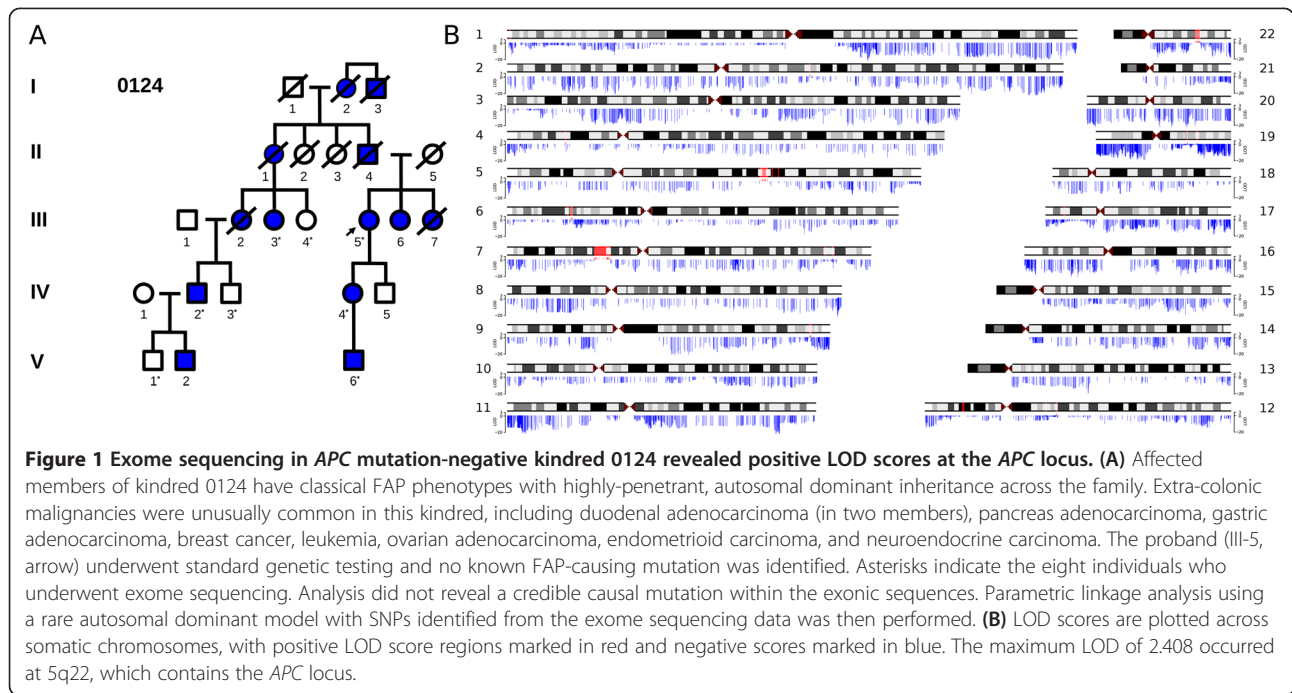 A
B
0124
I
1
2
3
II
1
2
3
4
5
III
1
2
3*
4*
5*
6
7
IV
1
2*
3*
4*
5
V
1*
2
6*
1
22
2
21
3
20
4
19
5
18
6
17
7
16
8
15
9
14
10
13
11
12
Figure 1 Exome sequencing in APC mutation-negative kindred 0124 revealed positive LOD scores at the APC locus. (A) Affected
members of kindred 0124 have classical FAP phenotypes with highly-penetrant, autosomal dominant inheritance across the family. Extra-colonic
malignancies were unusually common in this kindred, including duodenal adenocarcinoma (in two members), pancreas adenocarcinoma, gastric
adenocarcinoma, breast cancer, leukemia, ovarian adenocarcinoma, endometrioid carcinoma, and neuroendocrine carcinoma. The proband (III-5,
arrow) underwent standard genetic testing and no known FAP-causing mutation was identified. Asterisks indicate the eight individuals who
underwent exome sequencing. Analysis did not reveal a credible causal mutation within the exonic sequences. Parametric linkage analysis using
a rare autosomal dominant model with SNPs identified from the exome sequencing data was then performed. (B) LOD scores are plotted across
somatic chromosomes, with positive LOD score regions marked in red and negative scores marked in blue. The maximum LOD of 2.408 occurred
at 5q22, which contains the APC locus.